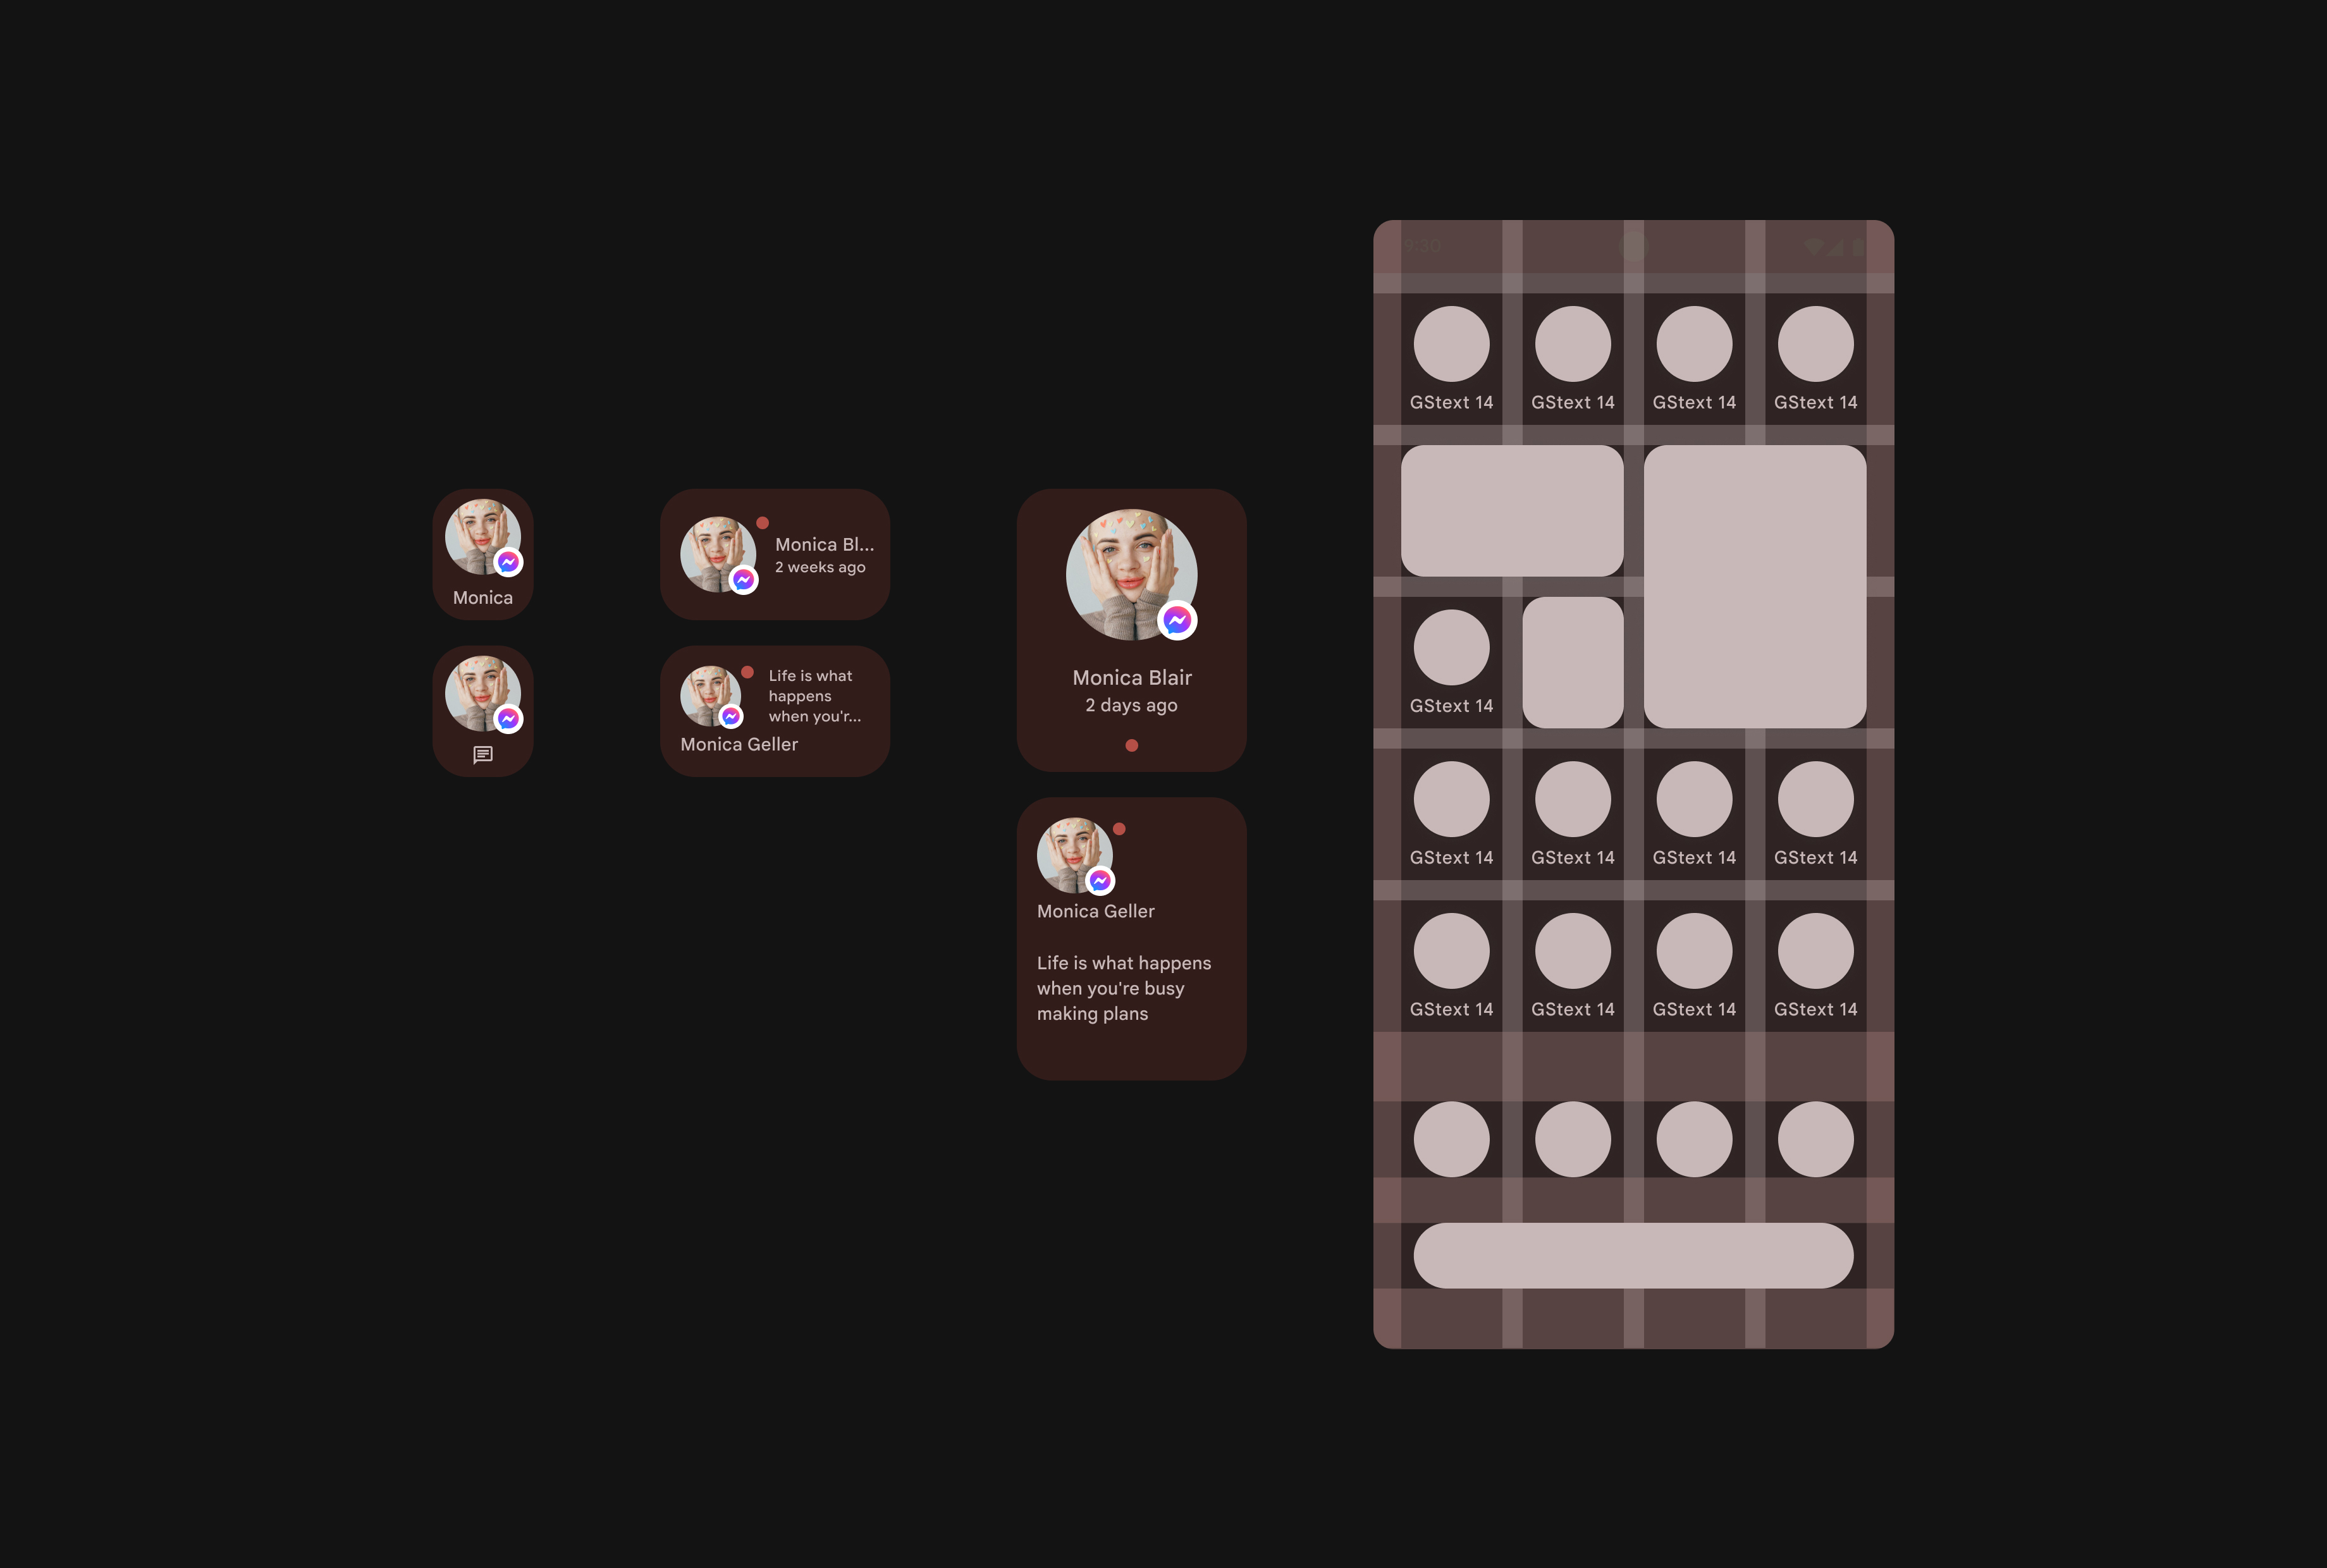 Monica
Monica Bl...
2 weeks ago
Life is what
happens
when you'r...
Monica Geller
Monica Blair
2 days ago
Monica Geller
Life is what happens
when you're busy
making plans
9:30
GStext 14 GStext 14 GStext 14 GStext 14
GStext 14
GStext 14 GStext 14 GStext 14 GStext 14
GStext 14 GStext 14 GStext 14 GStext 14